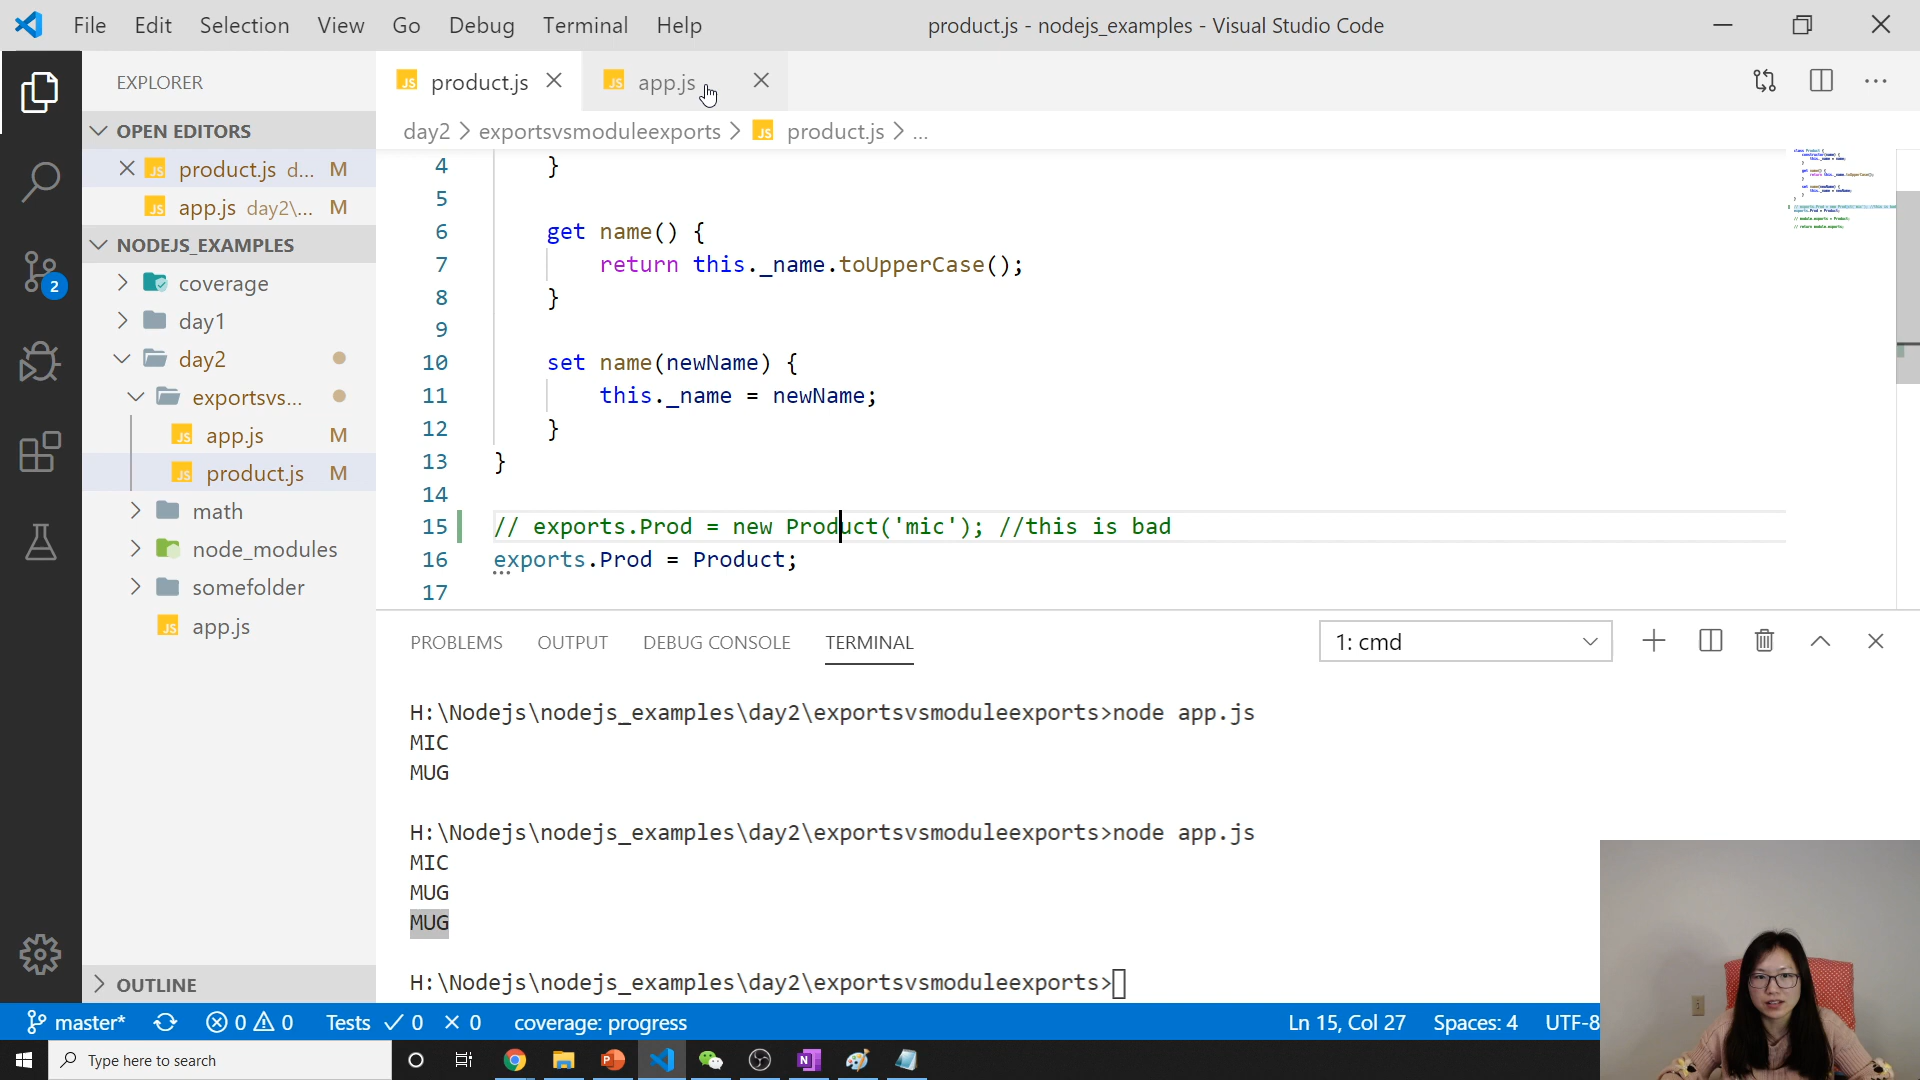 File Edit Selection View Go Debug Terminal Help
product.js - nodejs_examples - Visual Studio Code
EXPLORER
OPEN EDITORS
product.js d... M
app.js day2\... M
NODEJS_EXAMPLES
coverage
day1
day2
exportsvs...
app.js M
product.js M
math
node_modules
somefolder
app.js
OUTLINE
2
JS product.js
JS app.js
day2 > exportsvsmoduleexports > JS product.js > ...
4 }
5
6 get name() {
7 return this._name.toUpperCase();
8 }
9
10 set name(newName) {
11 this._name = newName;
12 }
13 }
14
15 // exports.Prod = new Product('mic'); //this is bad
16 exports.Prod = Product;
17
PROBLEMS OUTPUT DEBUG CONSOLE TERMINAL
1: cmd
H:\Nodejs\nodejs_examples\day2\exportsvsmoduleexports>node app.js
MIC
MUG
H:\Nodejs\nodejs_examples\day2\exportsvsmoduleexports>node app.js
MIC
MUG
MUG
H:\Nodejs\nodejs_examples\day2\exportsvsmoduleexports>
master* 0 0 Tests 0 0 coverage: progress Ln 15, Col 27 Spaces: 4 UTF-8
Type here to search